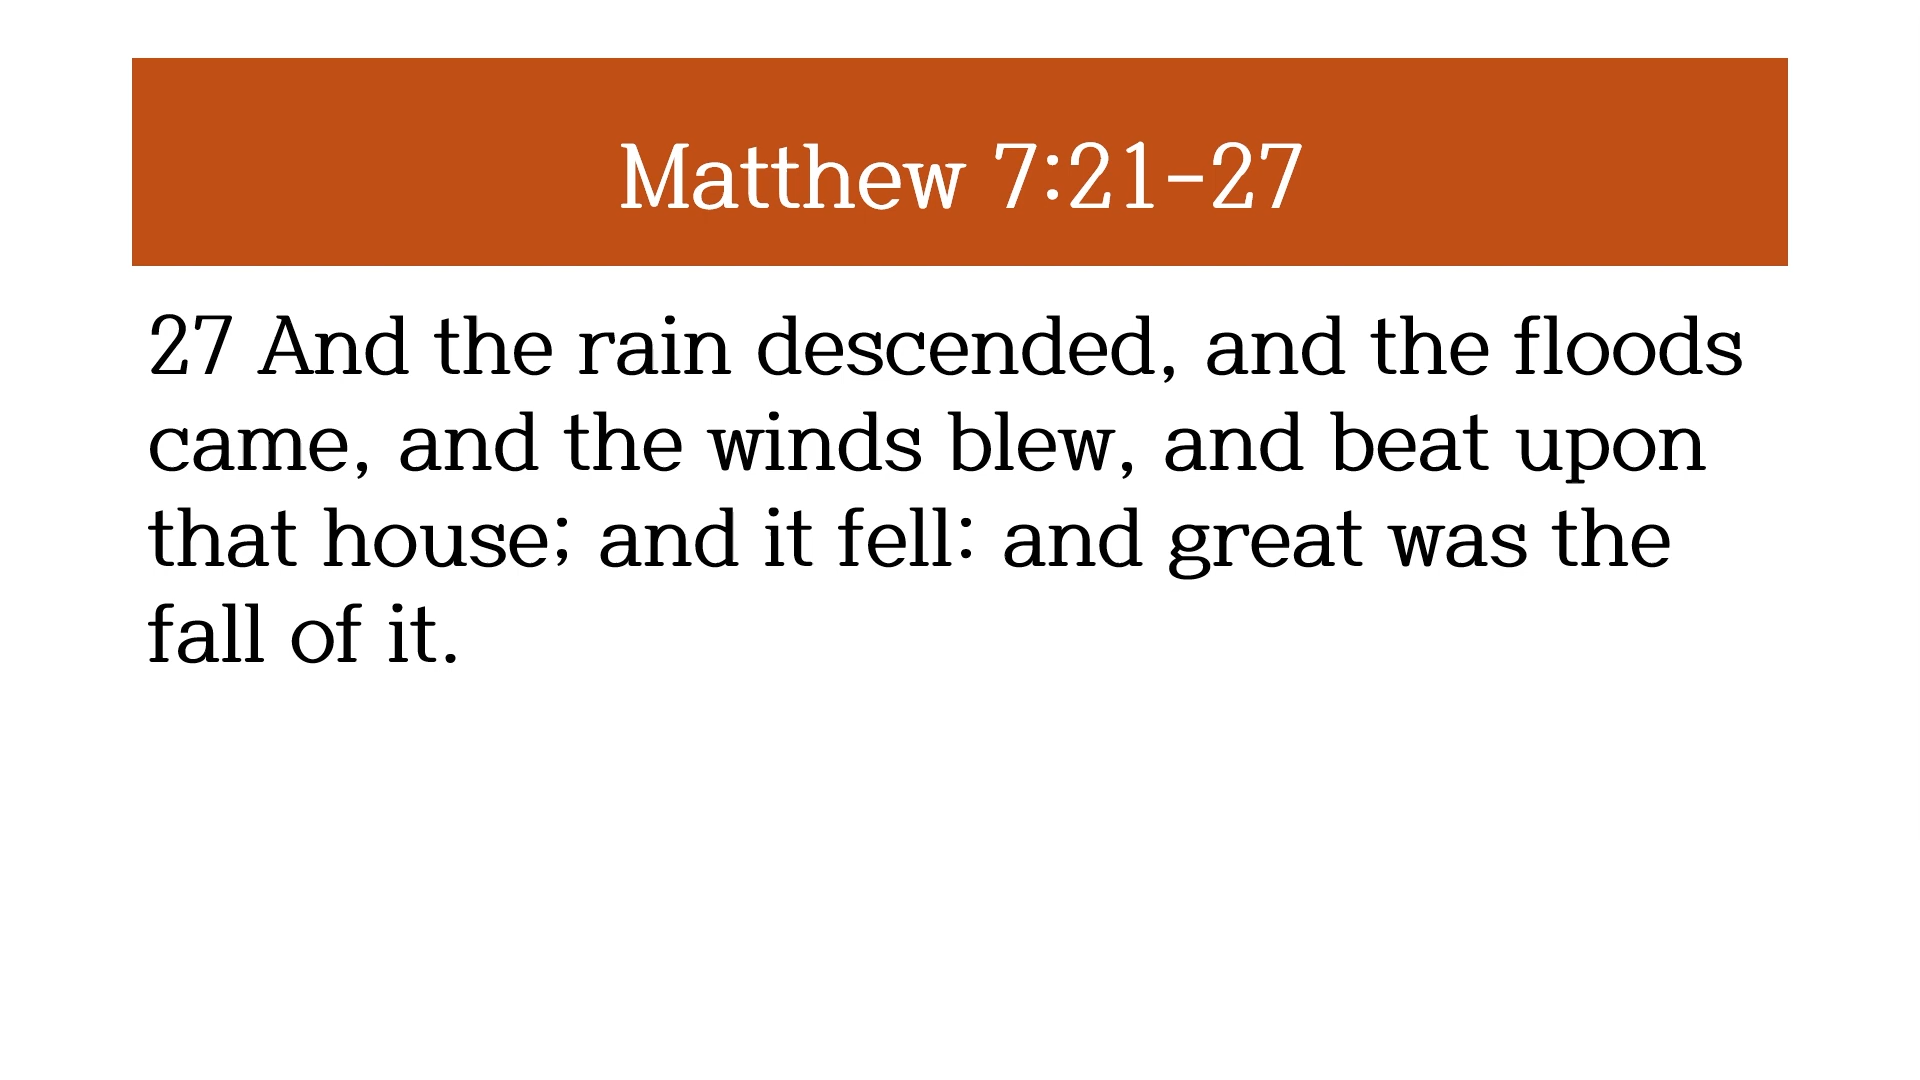 Matthew 7:21-27
27 And the rain descended, and the floods
came, and the winds blew, and beat upon
that house; and it fell: and great was the
fall of it.